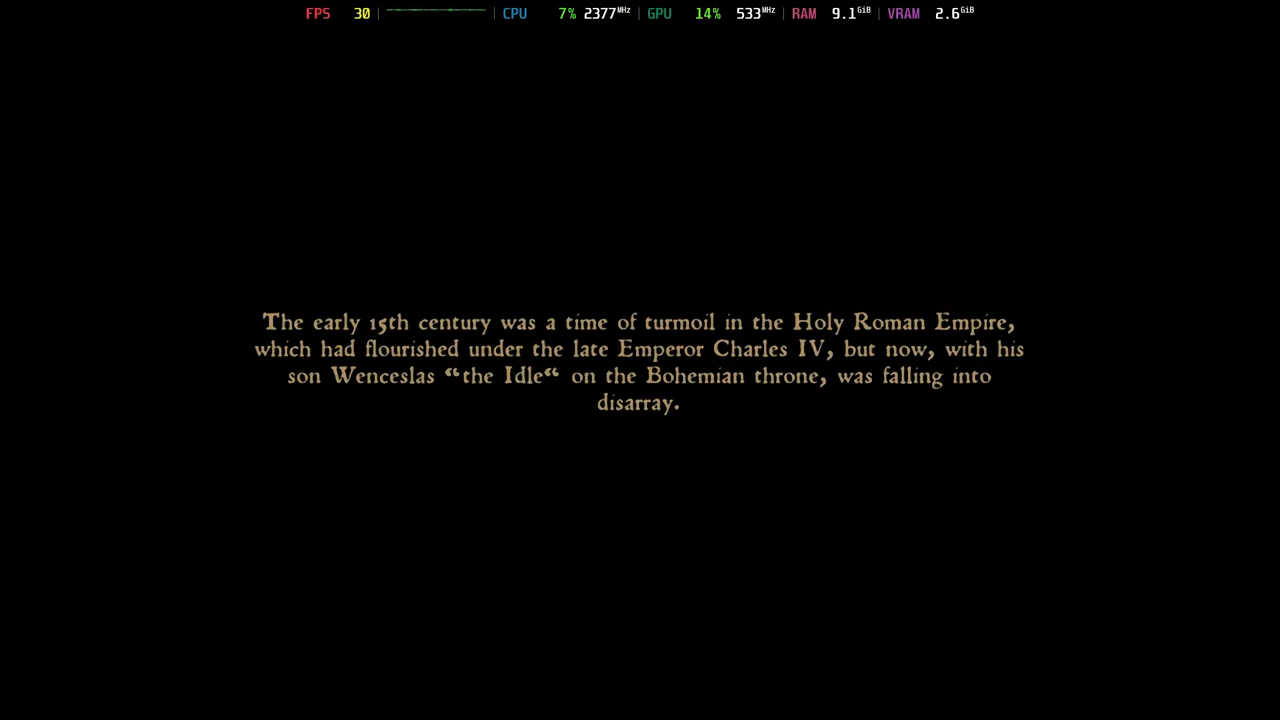 FPS 30 | CPU 7% 2377MHz | GPU 14% 533MHz | RAM 9.1GiB | VRAM 2.6GiB
The early 15th century was a time of turmoil in the Holy Roman Empire,
which had flourished under the late Emperor Charles IV, but now, with his
son Wenceslas “the Idle“ on the Bohemian throne, was falling into
disarray.